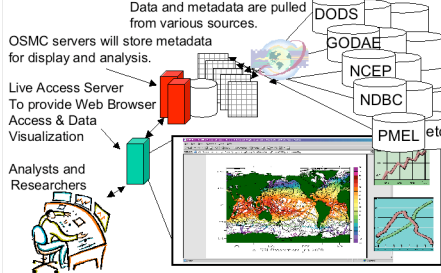 Data and metadata are pulled
from various sources.
DODS
OSMC servers will store metadata
for display and analysis.
GODAE
NCEP
Live Access Server
To provide Web Browser
Access & Data
Visualization
NDBC
PMEL
etc
Analysts and
Researchers